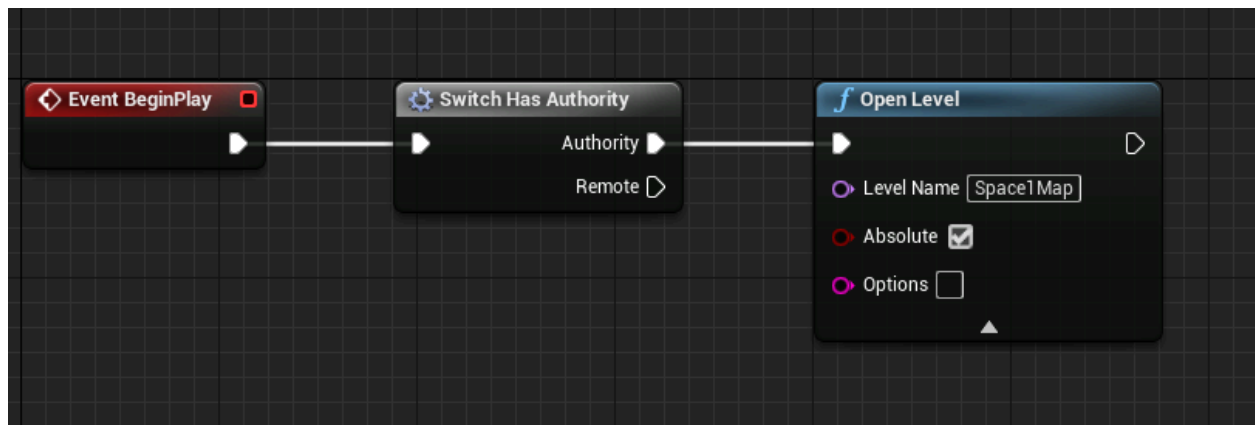 Event BeginPlay
Switch Has Authority
Authority
Remote
Open Level
Level Name Space1Map
Absolute
Options